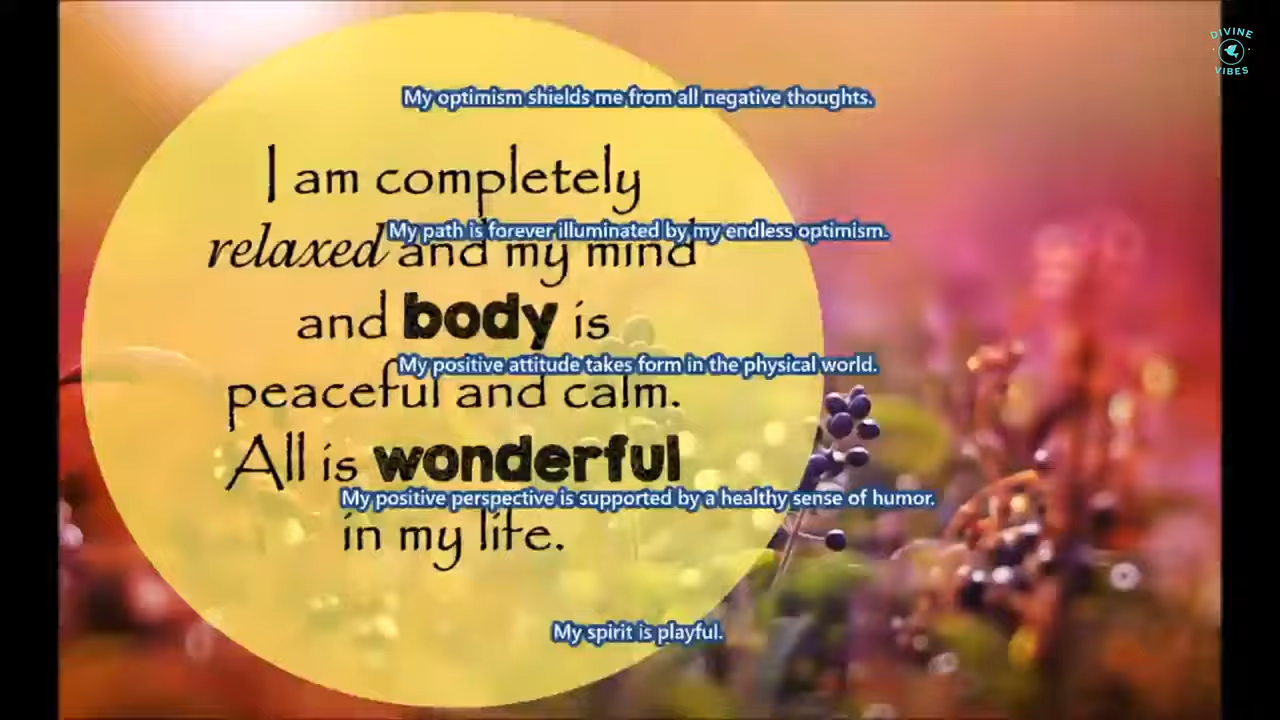 My optimism shields me from all negative thoughts.
I am completely
My path is forever illuminated by my endless optimism.
relaxed and my mind
and body is
My positive attitude takes form in the physical world.
peaceful and calm.
All is wonderful
My positive perspective is supported by a healthy sense of humor.
in my life.
My spirit is playful.
DIVINE
VIBES